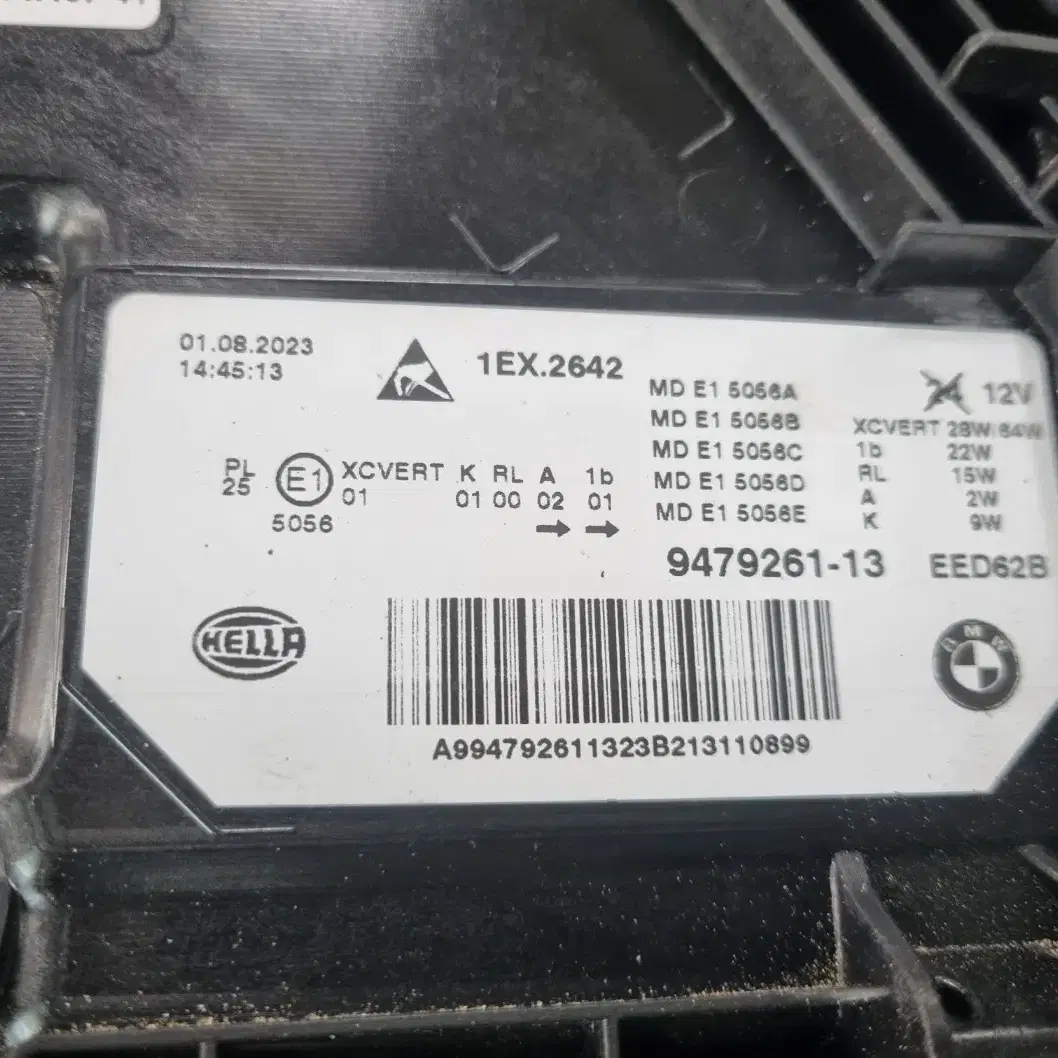 01.08.2023
14:45:13
1EX.2642
MD E1 5056A
MD E1 5056B
MD E1 5056C
MD E1 5056D
MD E1 5056E
24 12V
XCVERT 28W/64W
1b 22W
RL 15W
A 2W
K 9W
PL
25
E1
5056
XCVERT K RL A 1b
01 01 00 02 01
9479261-13 EED62B
HELLA
BMW
A994792611323B213110899